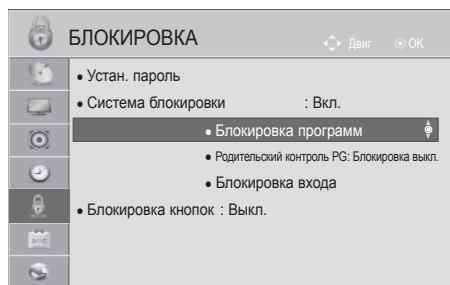 БЛОКИРОВКА
Двиг OK
• Устан. пароль
• Система блокировки : Вкл.
• Блокировка программ
• Родительский контроль PG: Блокировка выкл.
• Блокировка входа
• Блокировка кнопок : Выкл.